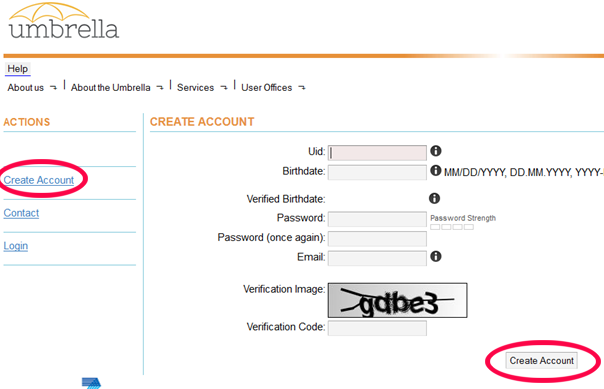 umbrella
Help
About us
About the Umbrella
Services
User Offices
ACTIONS
Create Account
Contact
Login
CREATE ACCOUNT
Uid:
Birthdate: MM/DD/YYYY, DD.MM.YYYY, YYYY-
Verified Birthdate:
Password: Password Strength
Password (once again):
Email:
Verification Image: gdbe3
Verification Code:
Create Account